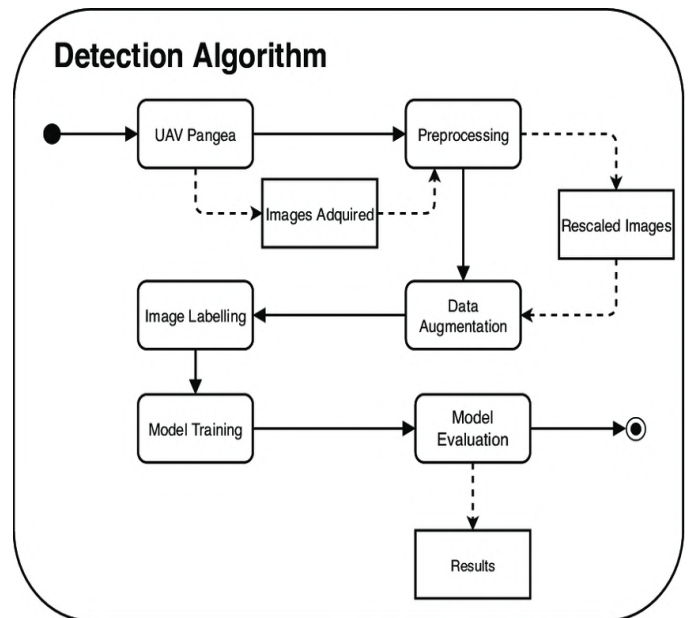 Detection Algorithm
UAV Pangea
Preprocessing
Images Adquired
Rescaled Images
Image Labelling
Data
Augmentation
Model Training
Model
Evaluation
Results